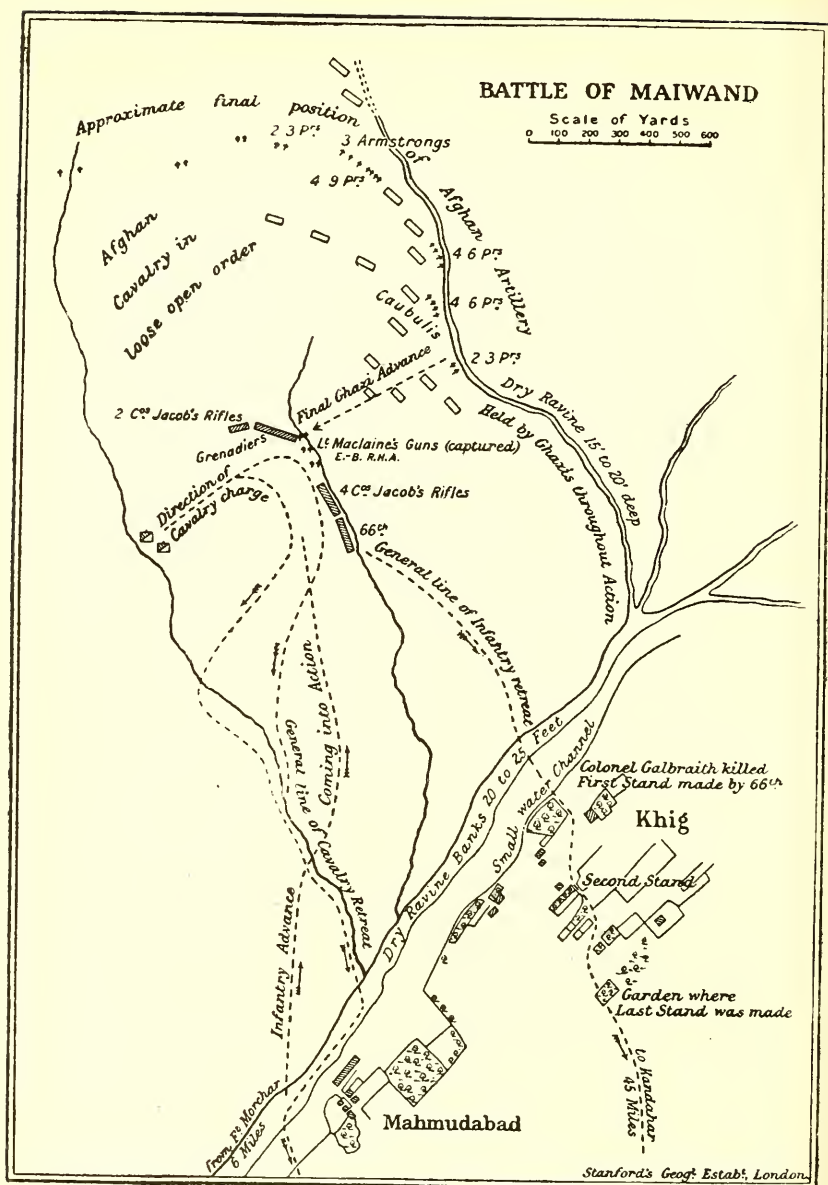 BATTLE OF MAIWAND
Scale of Yards
0 100 200 300 400 500 600
Approximate final position of Afghan Artillery
2 3 Prs
3 Armstrongs
4 9 Prs
Afghan
Cavalry in
loose open order
4 6 Prs
4 6 Prs
Caubulis
2 3 Prs
Final Ghazi Advance
Dry Ravine 15' to 20' deep
Held by Ghazis throughout Action
2 Cos Jacob's Rifles
Grenadiers
Lt Maclaine's Guns (captured)
E.-B. R.H.A.
Direction of
Cavalry charge
4 Cos Jacob's Rifles
66th
General line of Infantry retreat
Coming into Action
General line of Cavalry Retreat
Infantry Advance
Dry Ravine Banks 20 to 25 Feet
Small water Channel
Colonel Galbraith killed
First Stand made by 66th
Khig
Second Stand
Garden where
Last Stand was made
to Kandahar
45 Miles
Mahmudabad
from Ft Morchar
6 Miles
Stanford's Geogl. Establt., London.